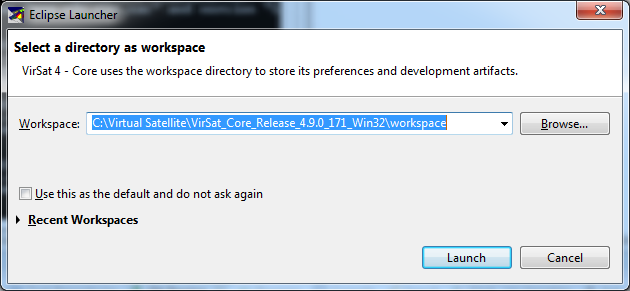 Eclipse Launcher
Select a directory as workspace
VirSat 4 - Core uses the workspace directory to store its preferences and development artifacts.
Workspace: C:\Virtual Satellite\VirSat_Core_Release_4.9.0_171_Win32\workspace Browse...
Use this as the default and do not ask again
Recent Workspaces
Launch Cancel